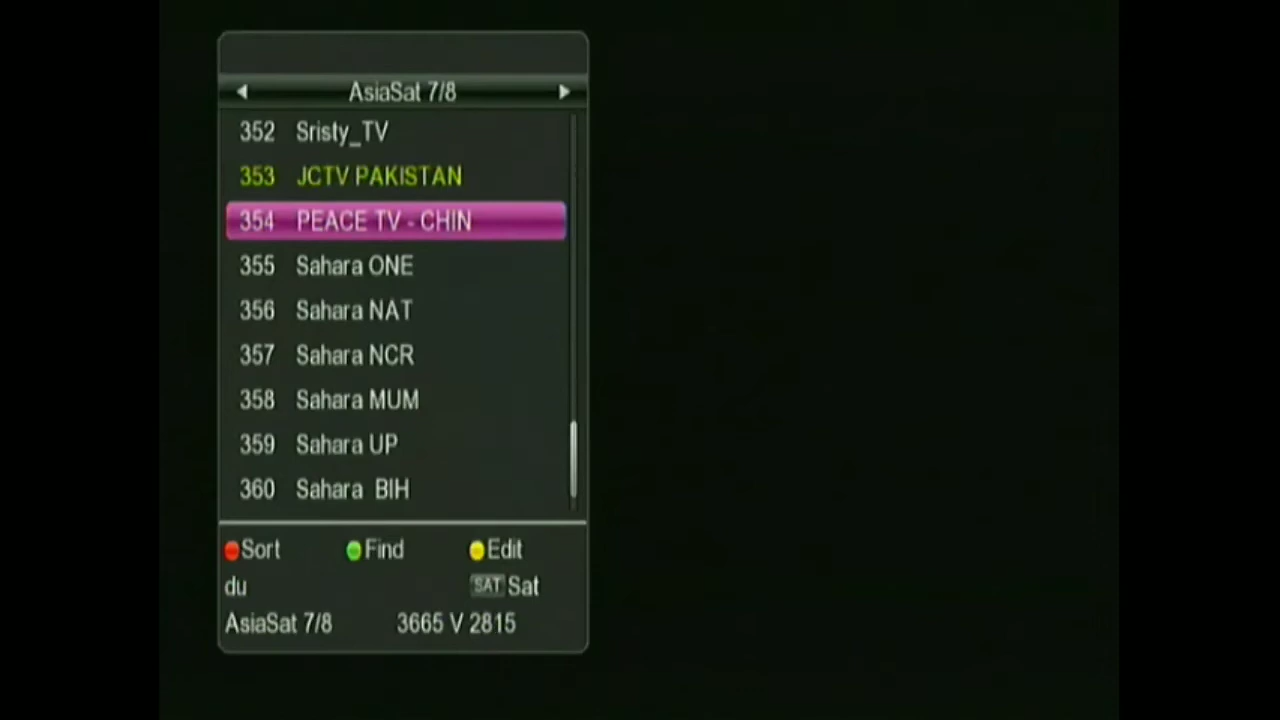 AsiaSat 7/8
352 Sristy_TV
353 JCTV PAKISTAN
354 PEACE TV - CHIN
355 Sahara ONE
356 Sahara NAT
357 Sahara NCR
358 Sahara MUM
359 Sahara UP
360 Sahara BIH
Sort Find Edit
du SAT Sat
AsiaSat 7/8 3665 V 2815